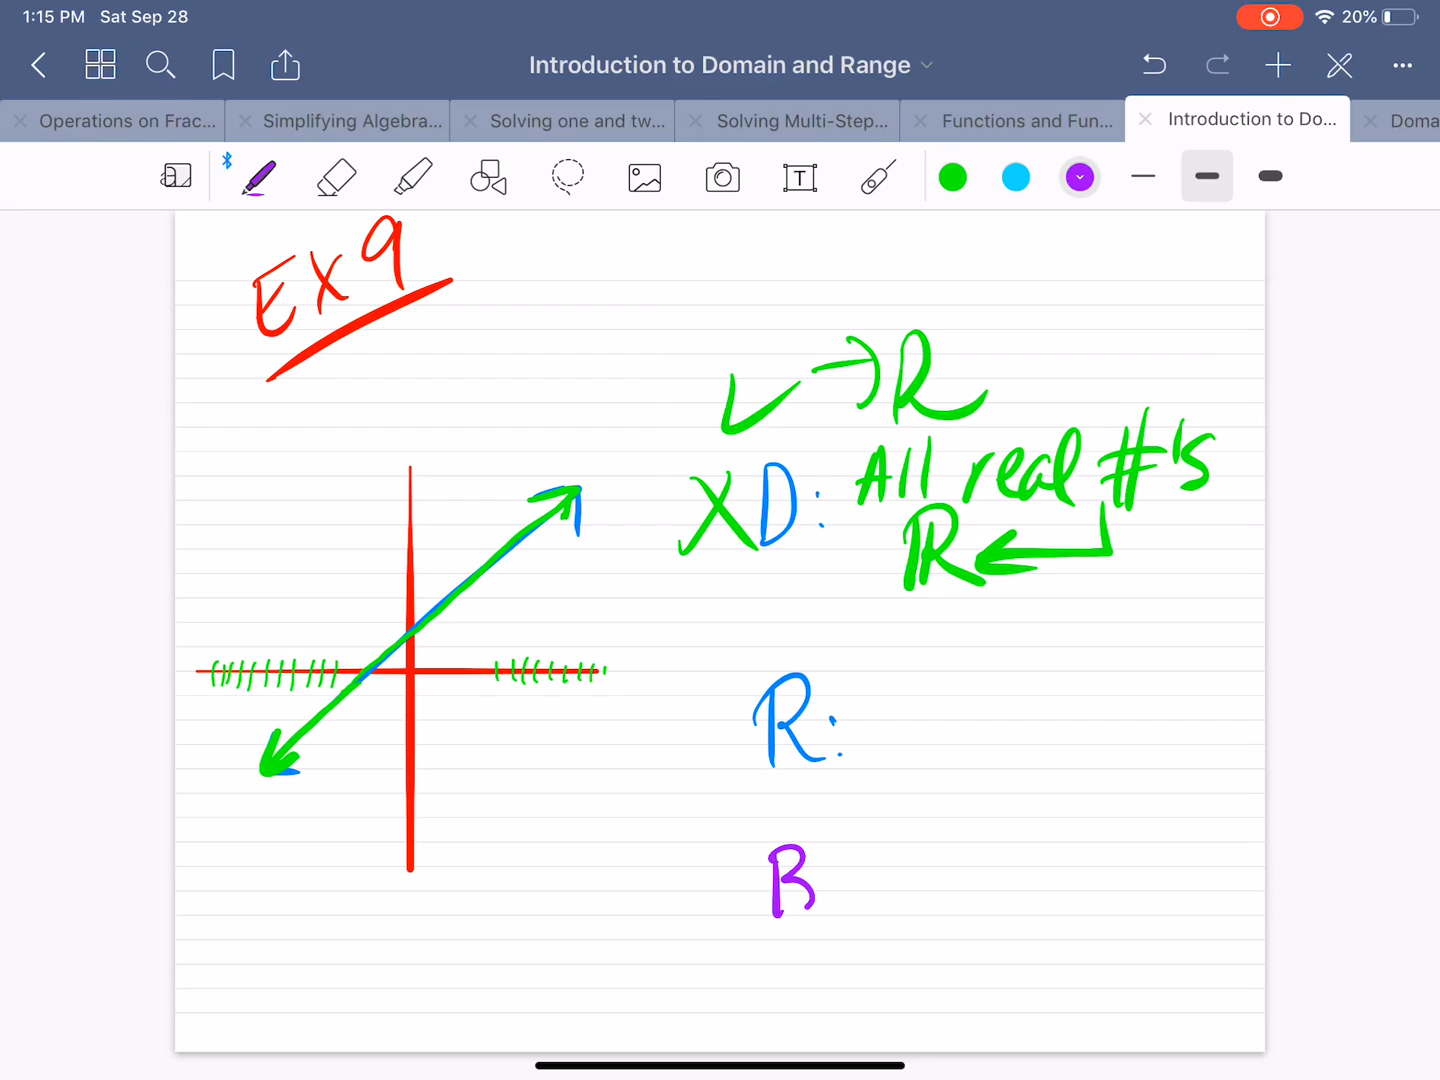 1:15 PM Sat Sep 28
20%
Introduction to Domain and Range
Operations on Frac...
Simplifying Algebra...
Solving one and tw...
Solving Multi-Step...
Functions and Fun...
Introduction to Do...
Doma
a
T
Ex 9
R
X D: All real #'s
ℝ
R: